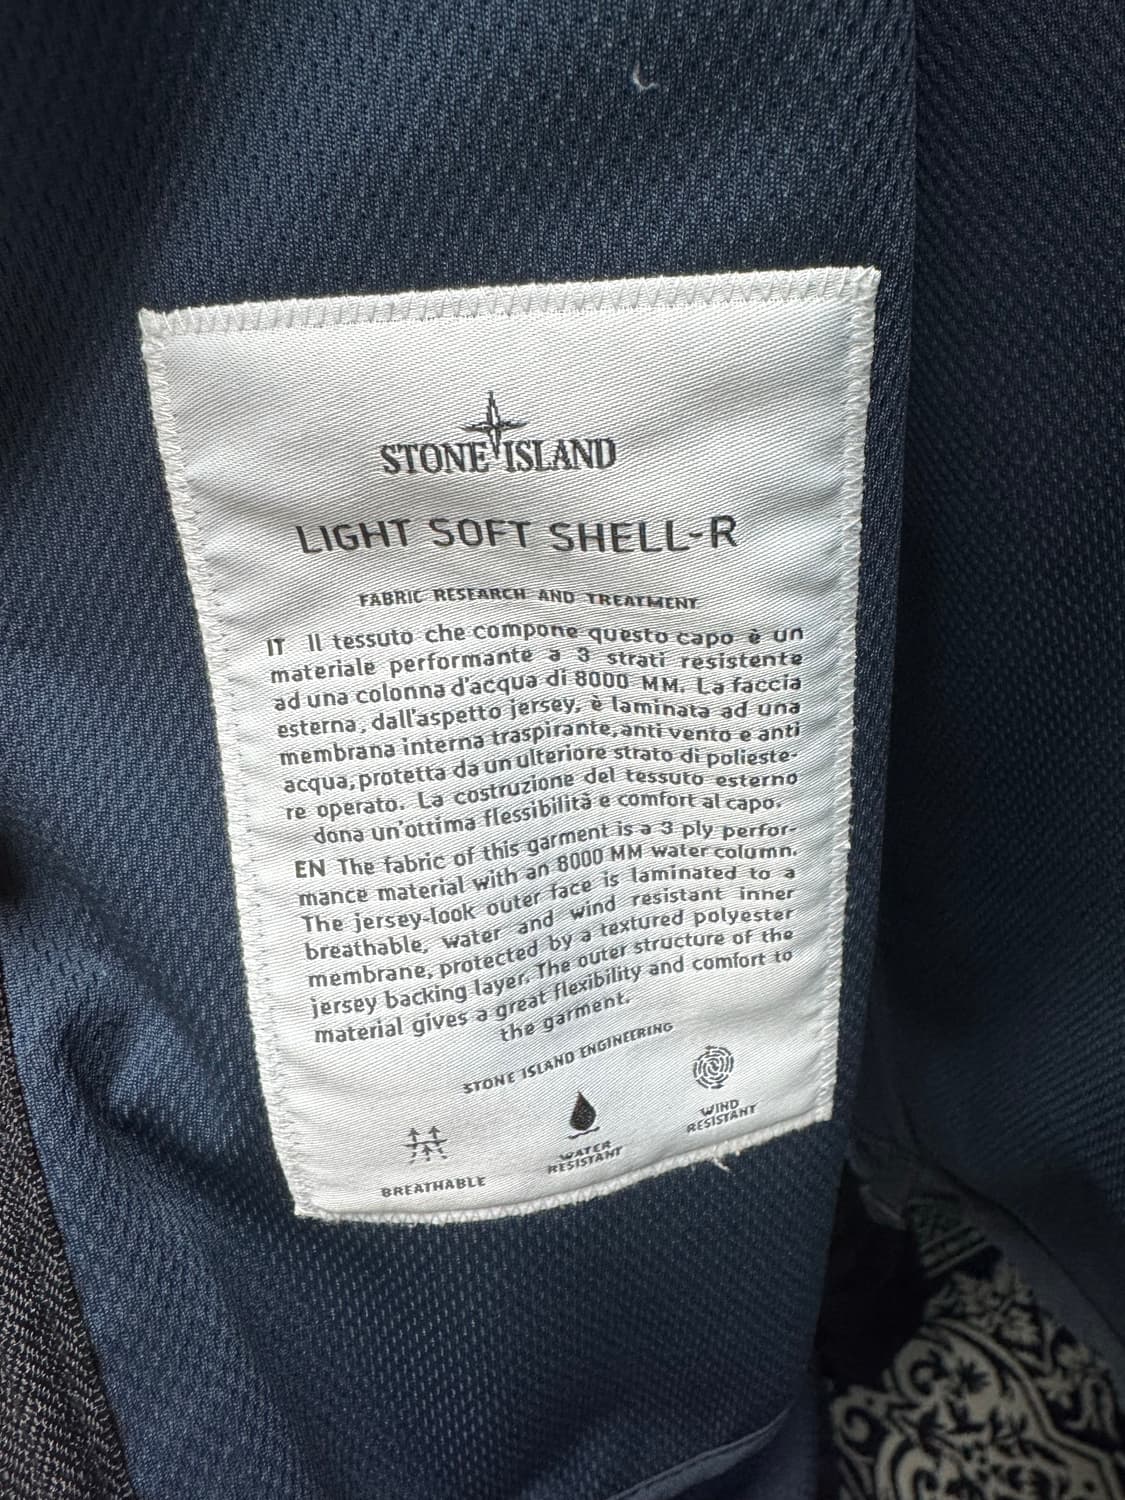 STONE ISLAND
LIGHT SOFT SHELL-R
FABRIC RESEARCH AND TREATMENT
IT Il tessuto che compone questo capo è un
materiale performante a 3 strati resistente
ad una colonna d'acqua di 8000 MM. La faccia
esterna, dall'aspetto jersey, è laminata ad una
membrana interna traspirante, anti vento e anti
acqua, protetta da un ulteriore strato di polieste-
re operato. La costruzione del tessuto esterno
dona un'ottima flessibilità e comfort al capo.
EN The fabric of this garment is a 3 ply perfor-
mance material with an 8000 MM water column.
The jersey-look outer face is laminated to a
breathable, water and wind resistant inner
membrane, protected by a textured polyester
jersey backing layer. The outer structure of the
material gives a great flexibility and comfort to
the garment.
STONE ISLAND ENGINEERING
BREATHABLE
WATER
RESISTANT
WIND
RESISTANT